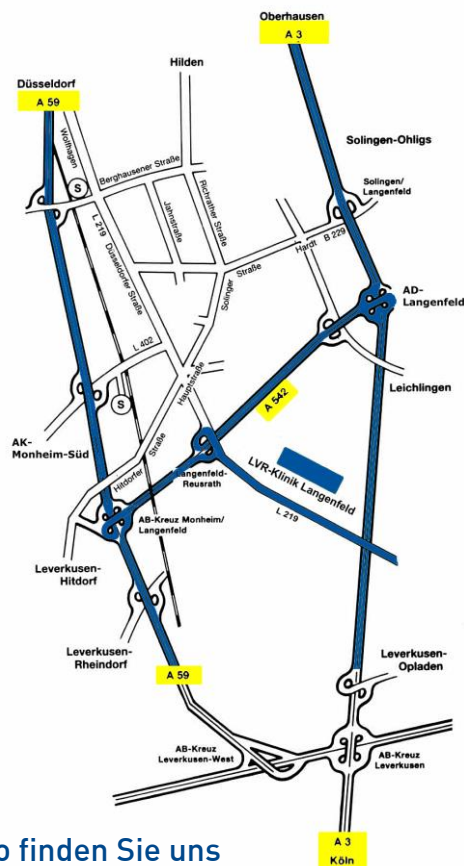 Oberhausen
A 3
Hilden
Düsseldorf
A 59
Wolfhagen
Berghausener Straße
Solingen-Ohligs
S
Solingen/
Langenfeld
L 219
Jahnstraße
Richrather Straße
Düsseldorfer Straße
Hardt
B 229
Solinger Straße
AD-
Langenfeld
L 402
Hauptstraße
Leichlingen
A 542
S
AK-
Monheim-Süd
Hitdorfer Straße
Langenfeld-
Reusrath
LVR-Klinik Langenfeld
L 219
AB-Kreuz Monheim/
Langenfeld
Leverkusen-
Hitdorf
Leverkusen-
Rheindorf
Leverkusen-
Opladen
A 59
AB-Kreuz
Leverkusen-West
AB-Kreuz
Leverkusen
finden Sie uns
A 3
Köln